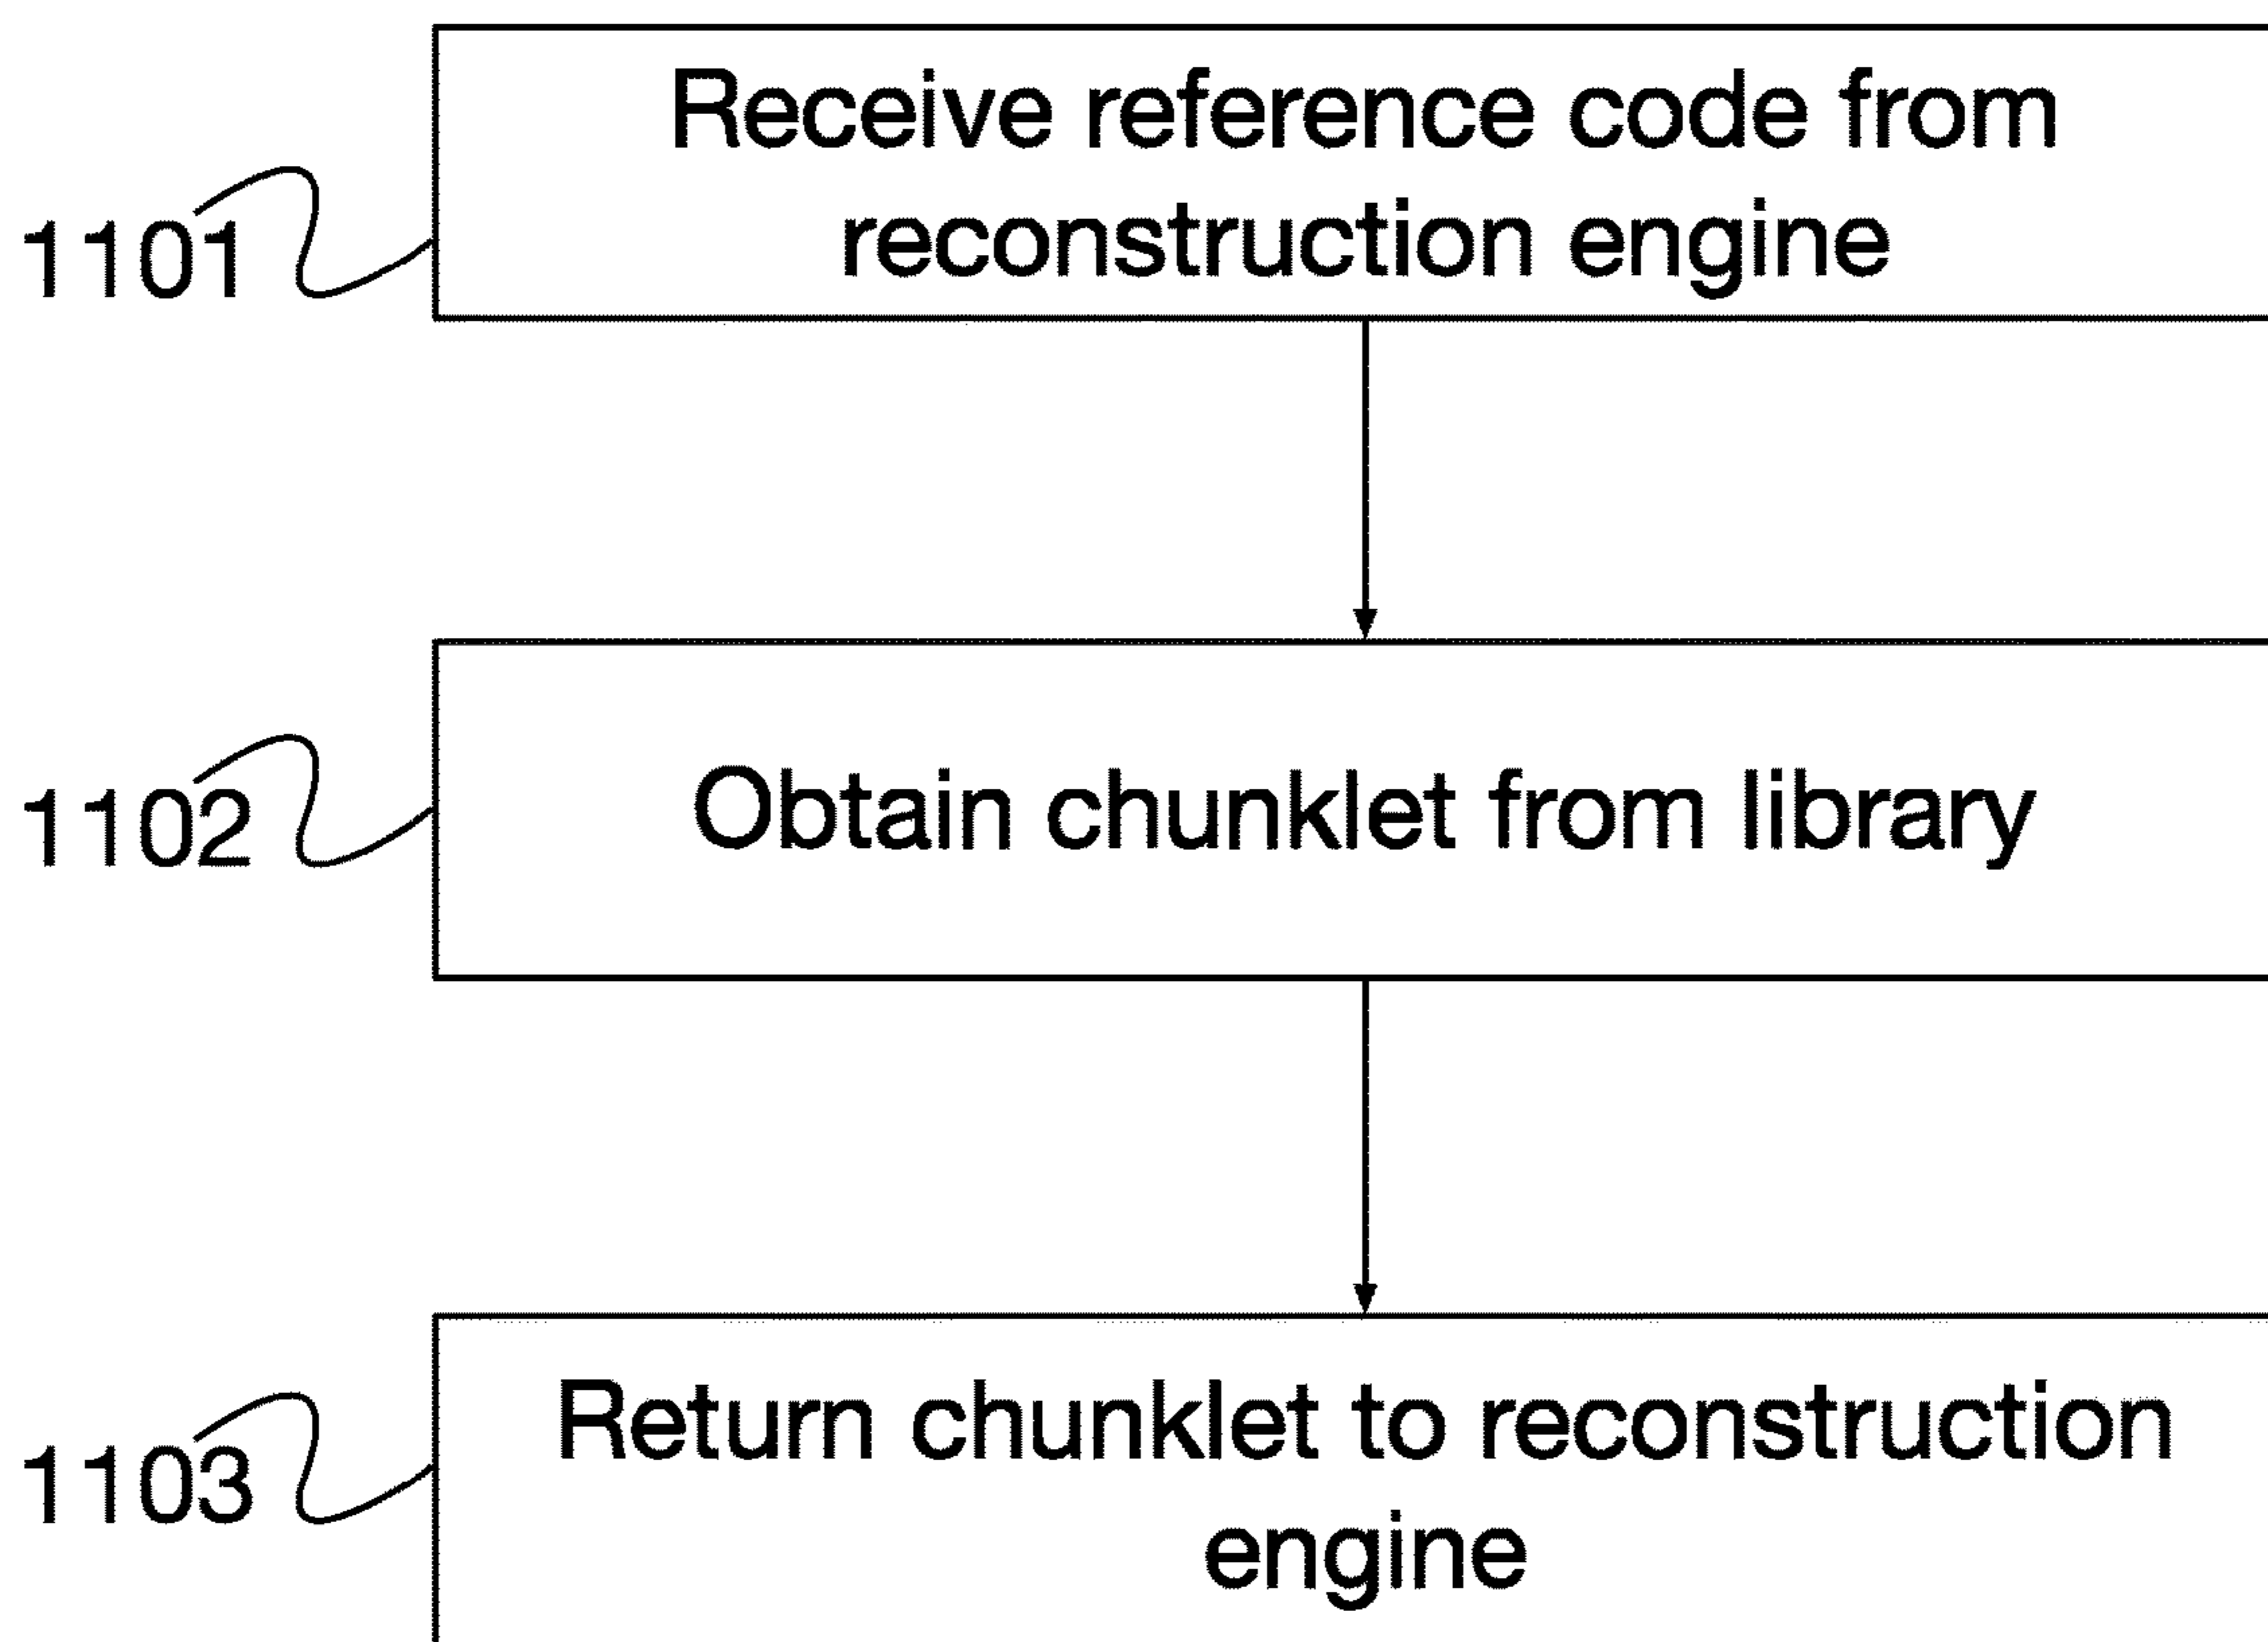 Receive reference code from
reconstruction engine
1101
Obtain chunklet from library
1102
Return chunklet to reconstruction
engine
1103